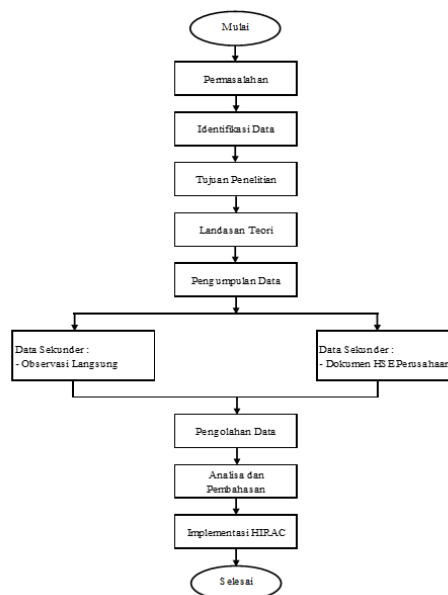 Mulai
Permasalahan
Identifikasi Data
Tujuan Penelitian
Landasan Teori
Pengumpulan Data
Data Sekunder :
- Observasi Langsung
Data Sekunder :
- Dokumen HSE Perusahaan
Pengolahan Data
Analisa dan
Pembahasan
Implementasi HIRAC
Selesai